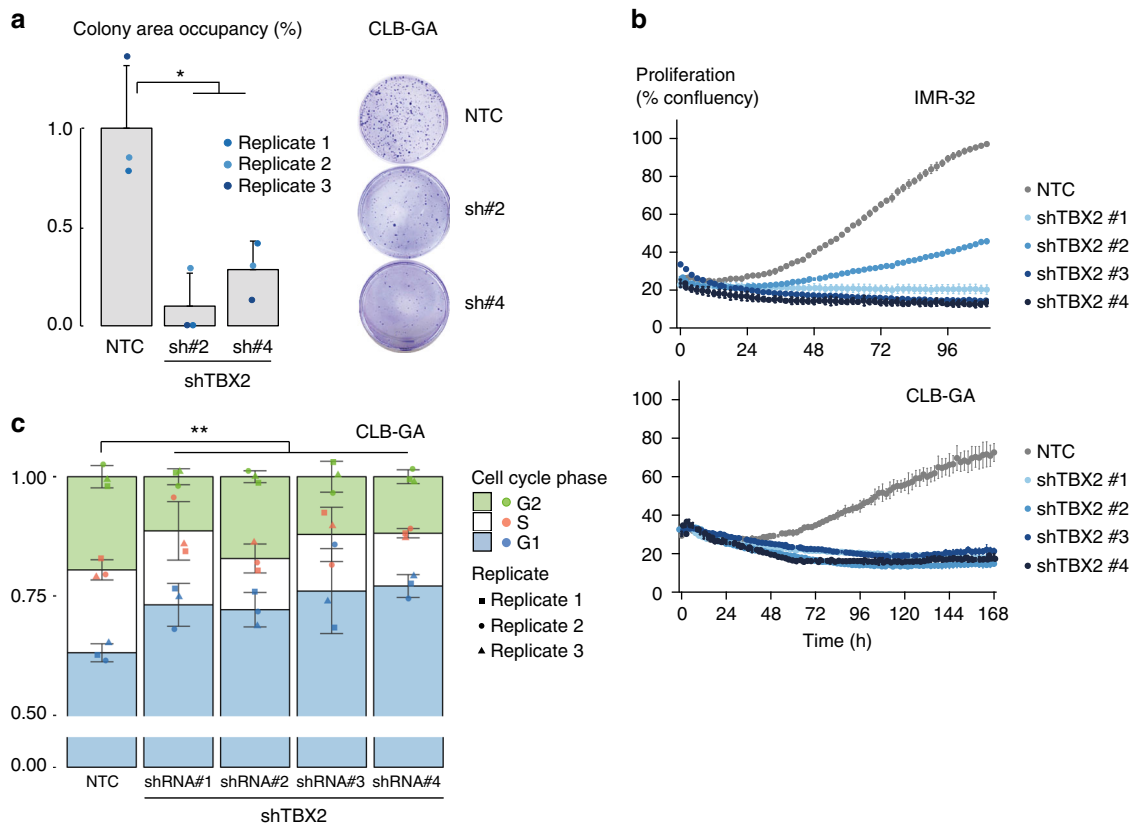 a
Colony area occupancy (%)
CLB-GA
*
1.0
0.5
0.0
Replicate 1
Replicate 2
Replicate 3
NTC
sh#2
sh#4
NTC
sh#2
sh#4
shTBX2
b
Proliferation
(% confluency)
IMR-32
100
80
60
40
20
0
0
24
48
72
96
NTC
shTBX2 #1
shTBX2 #2
shTBX2 #3
shTBX2 #4
CLB-GA
100
80
60
40
20
0
0
24
48
72
96
120
144
168
Time (h)
NTC
shTBX2 #1
shTBX2 #2
shTBX2 #3
shTBX2 #4
c
**
CLB-GA
1.00
0.75
0.50
0.00
Cell cycle phase
G2
S
G1
Replicate
Replicate 1
Replicate 2
Replicate 3
NTC
shRNA#1
shRNA#2
shRNA#3
shRNA#4
shTBX2